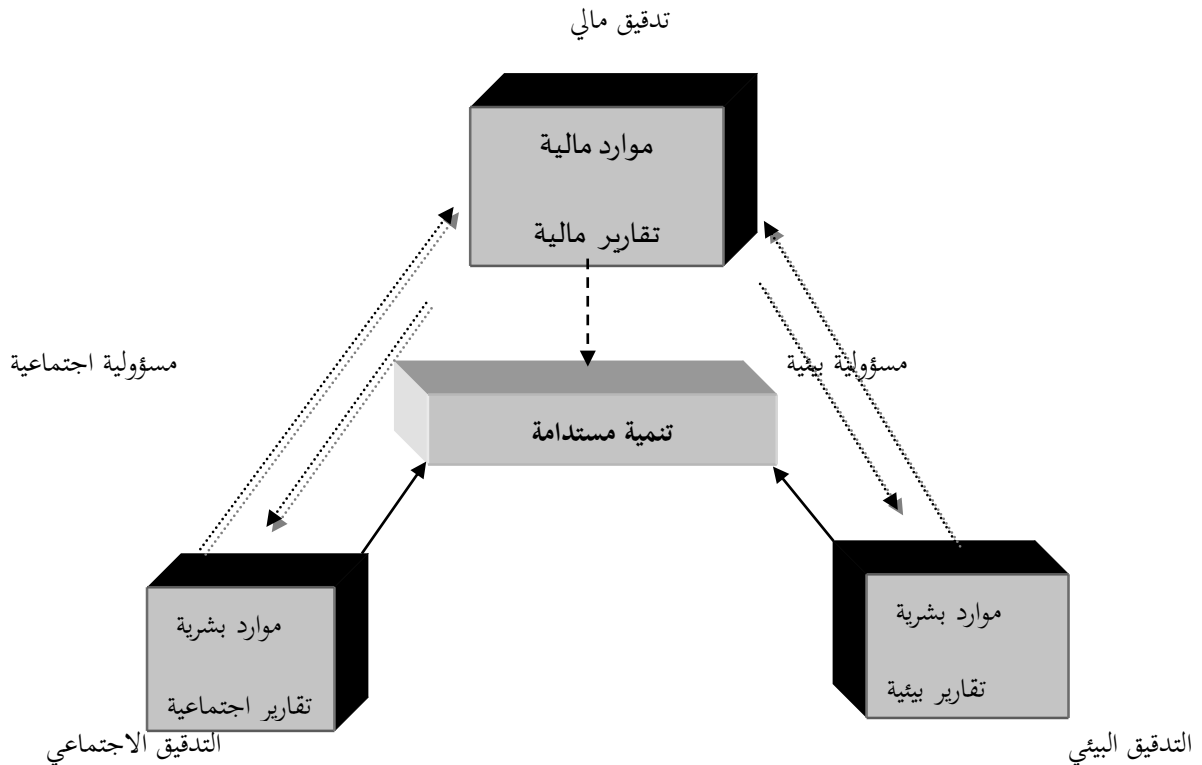 تدقيق مالي
موارد مالية
تقارير مالية
مسؤولية بيئية
مسؤولية اجتماعية
تنمية مستدامة
موارد بشرية
تقارير بيئية
التدقيق البيئي
موارد بشرية
تقارير اجتماعية
التدقيق الاجتماعي